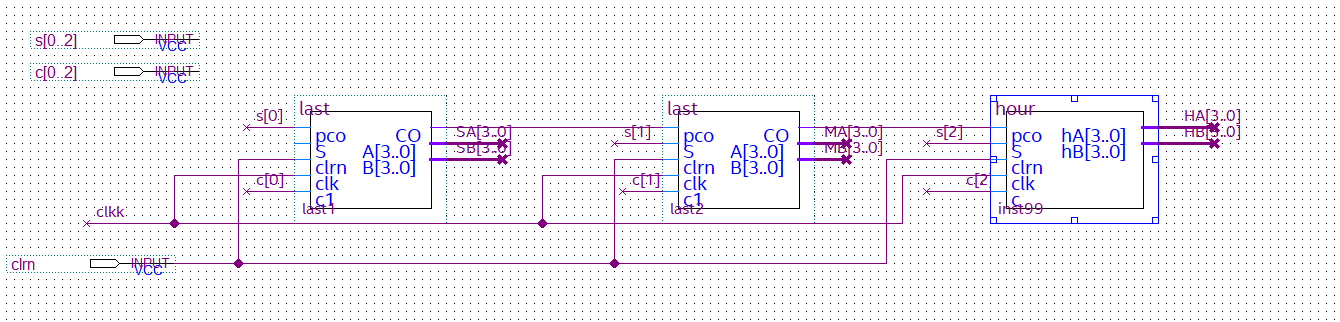 s[0..2] INPUT
VCC
c[0..2] INPUT
VCC
last
s[0]
pco CO SA[3..0]
S A[3..0] SB[3..0]
clrn B[3..0]
clk
c[0]
c1
last1
last
s[1]
pco CO MA[3..0]
S A[3..0] MB[3..0]
clrn B[3..0]
clk
c[1]
c1
last2
hour
s[2]
pco hA[3..0] HA[3..0]
S hB[3..0] HB[3..0]
clrn
clk
c[2
c
inst99
clkk
clrn INPUT
VCC